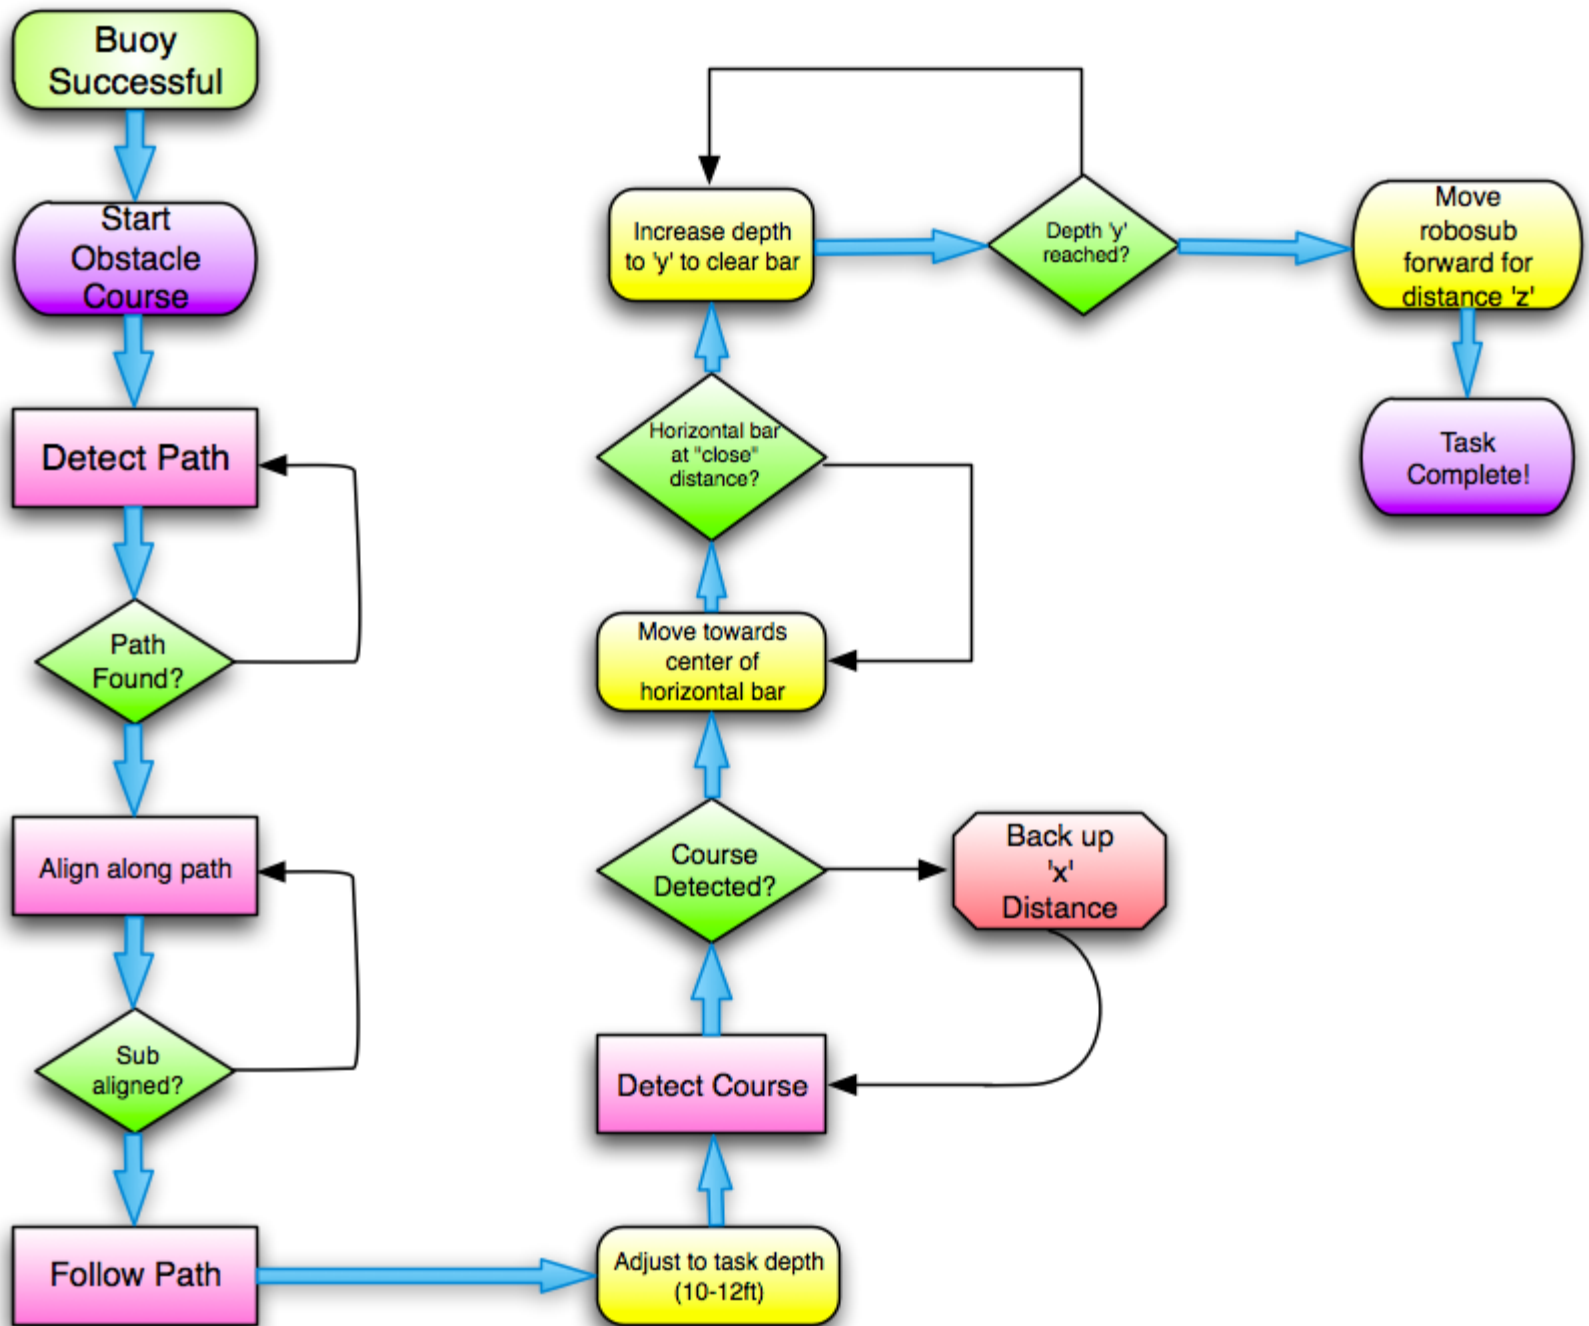 Buoy
Successful
Start
Obstacle
Course
Detect Path
Path
Found?
Align along path
Sub
aligned?
Follow Path
Adjust to task depth
(10-12ft)
Detect Course
Course
Detected?
Back up
'x'
Distance
Move towards
center of
horizontal bar
Horizontal bar
at "close"
distance?
Increase depth
to 'y' to clear bar
Depth 'y'
reached?
Move
robosub
forward for
distance 'z'
Task
Complete!